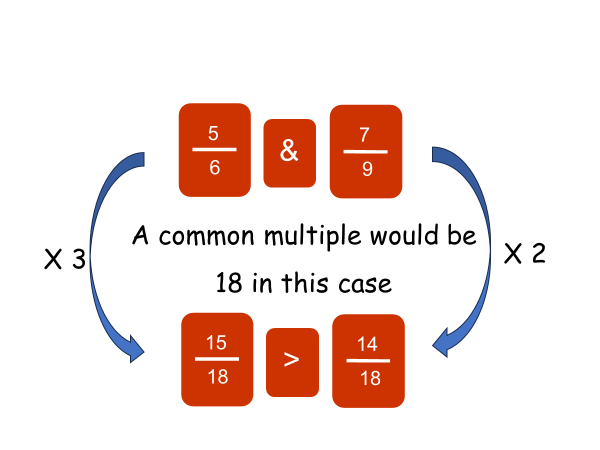 5 & 7
6 9
A common multiple would be
X 3 X 2
18 in this case
15 > 14
18 18